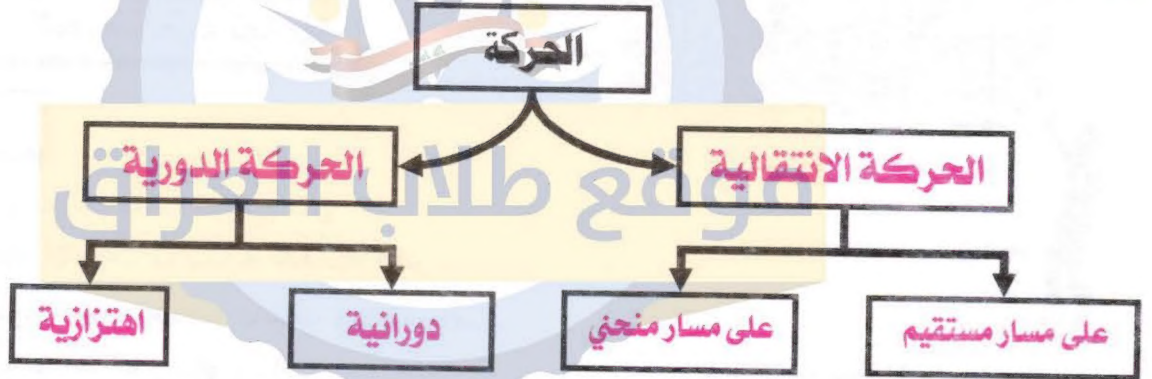 الحركة
الحركة الانتقالية
الحركة الدورية
على مسار مستقيم
على مسار منحني
دورانية
اهتزازية
موقع طلاب العراق